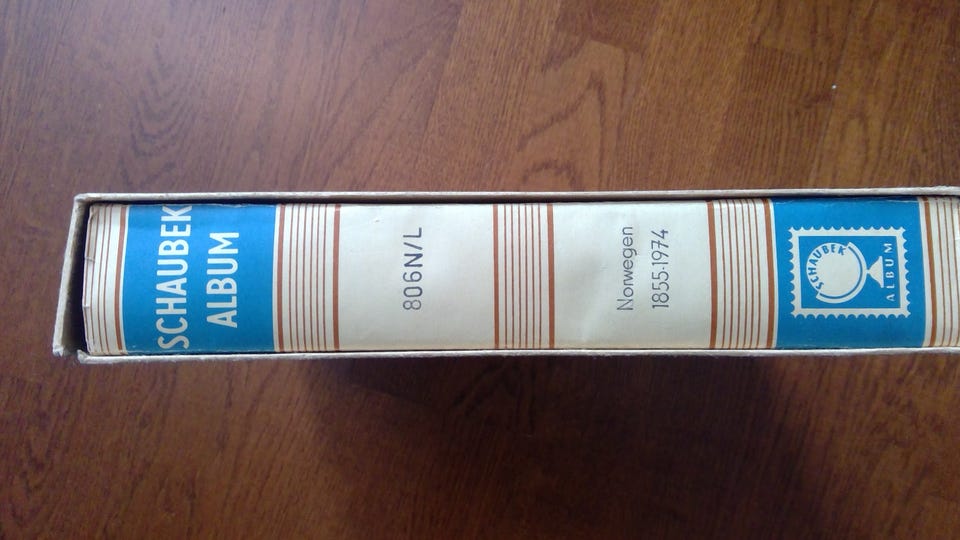 SCHAUBEK
ALBUM
806N/L
Norwegen
1855-1974
SCHAUBEK
ALBUM